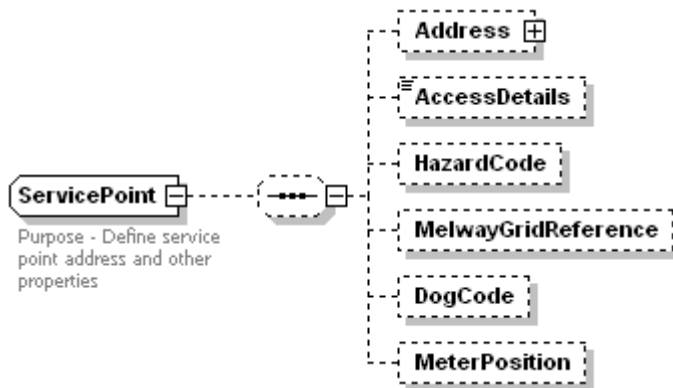 Address
AccessDetails
HazardCode
ServicePoint
Purpose - Define service
point address and other
properties
MelwayGridReference
DogCode
MeterPosition